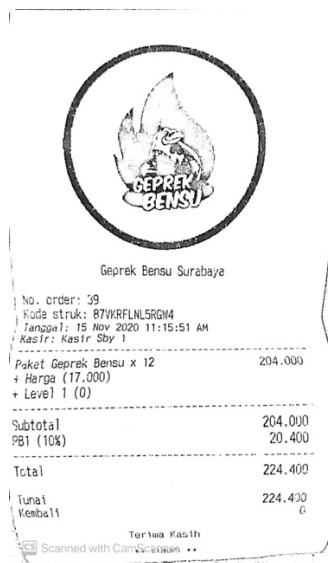 GEPREK
BENSU
Geprek Bensu Surabaya
No. order: 39
Kode struk: 87VKRFLNL5RGW4
Tanggal: 15 Nov 2020 11:15:51 AM
Kasir: Kasir Sby 1
Paket Geprek Bensu x 12 204.000
+ Harga (17.000)
+ Level 1 (0)
Subtotal 204.000
PB1 (10%) 20.400
Total 224.400
Tunai 224.400
Kembali 0
Terima Kasih
CS Scanned with CamScanner